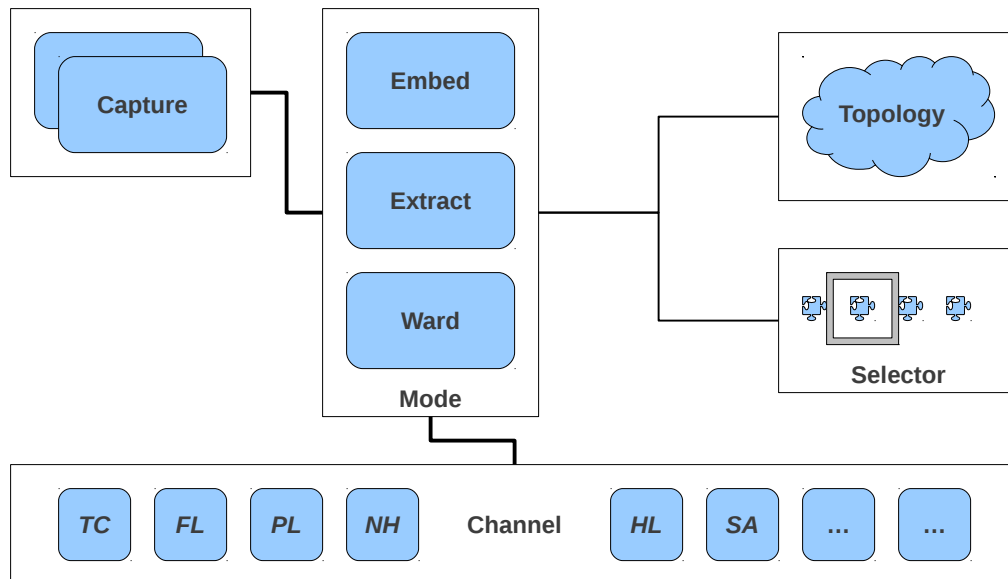 Capture
Embed
Extract
Ward
Mode
Topology
Selector
TC FL PL NH Channel HL SA ... ...